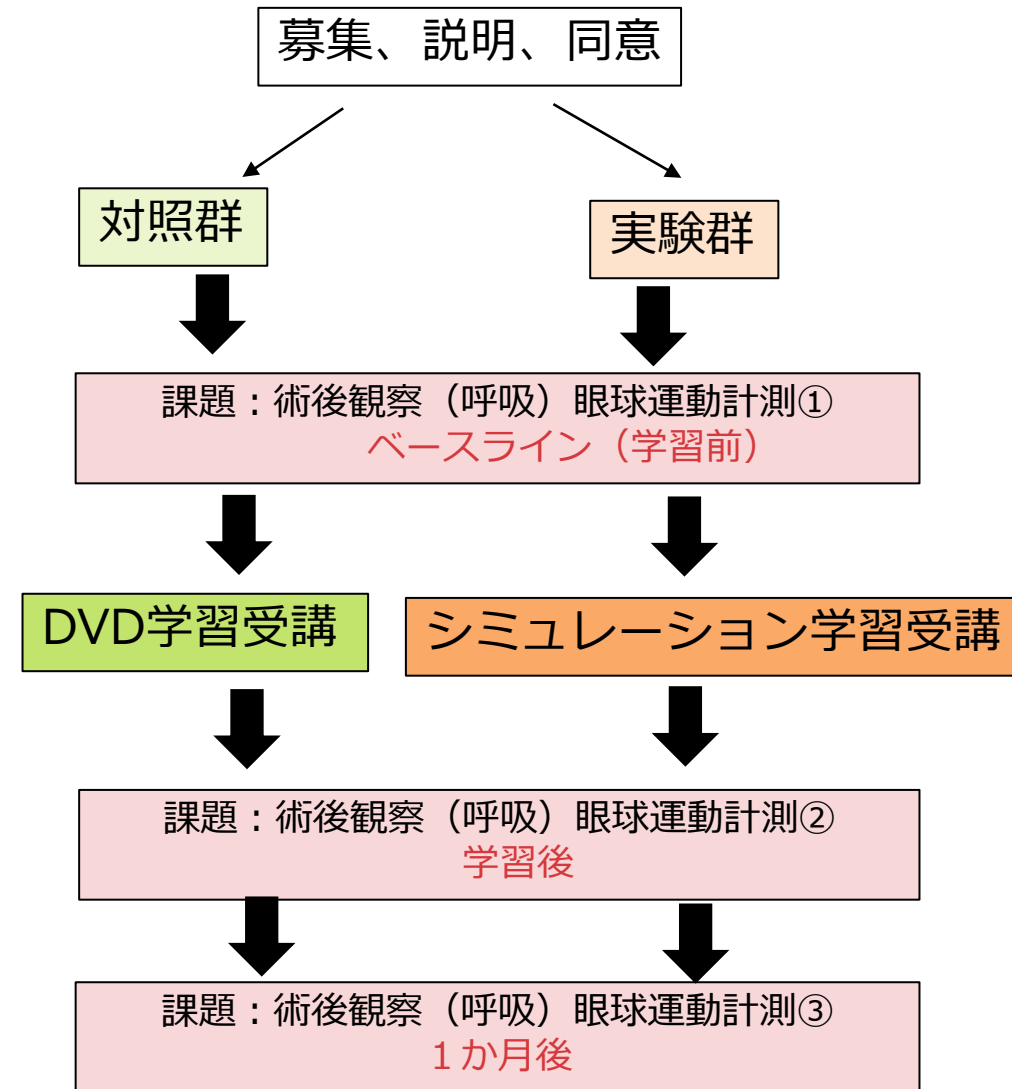 募集、説明、同意
対照群
実験群
課題：術後観察（呼吸）眼球運動計測①
ベースライン（学習前）
DVD学習受講
シミュレーション学習受講
課題：術後観察（呼吸）眼球運動計測②
学習後
課題：術後観察（呼吸）眼球運動計測③
１か月後